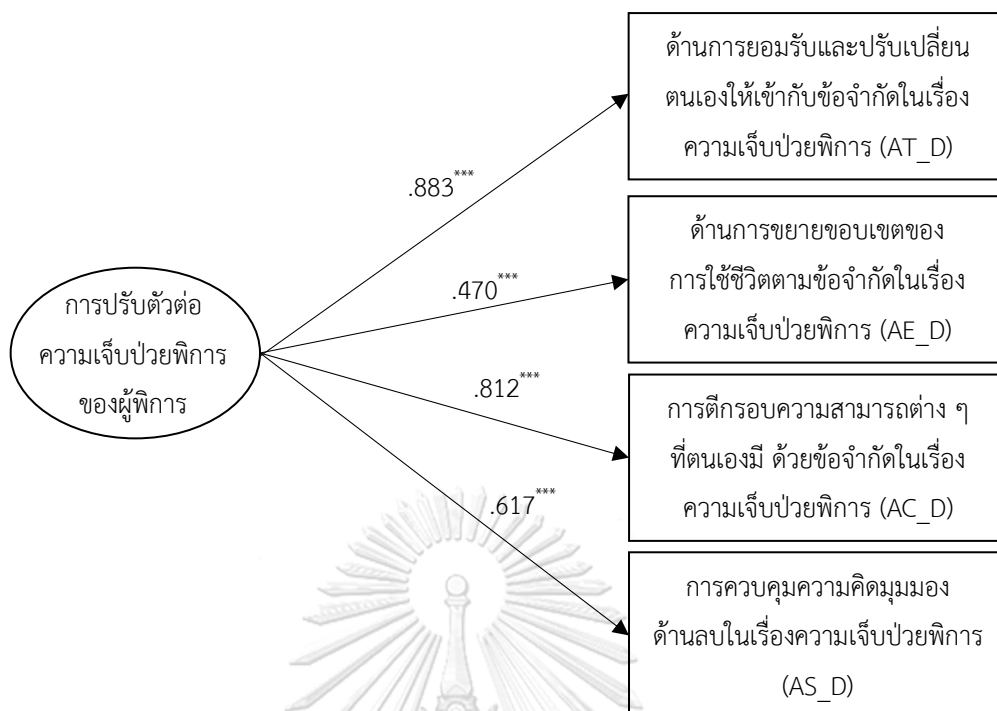 ด้านการยอมรับและปรับเปลี่ยน
ตนเองให้เข้ากับข้อจำกัดในเรื่อง
ความเจ็บป่วยพิการ (AT_D)
.883***
ด้านการขยายขอบเขตของ
การใช้ชีวิตตามข้อจำกัดในเรื่อง
ความเจ็บป่วยพิการ (AE_D)
.470***
การปรับตัวต่อ
ความเจ็บป่วยพิการ
ของผู้พิการ
.812***
การตีกรอบความสามารถต่าง ๆ
ที่ตนเองมี ด้วยข้อจำกัดในเรื่อง
ความเจ็บป่วยพิการ (AC_D)
.617***
การควบคุมความคิดมุมมอง
ด้านลบในเรื่องความเจ็บป่วยพิการ
(AS_D)